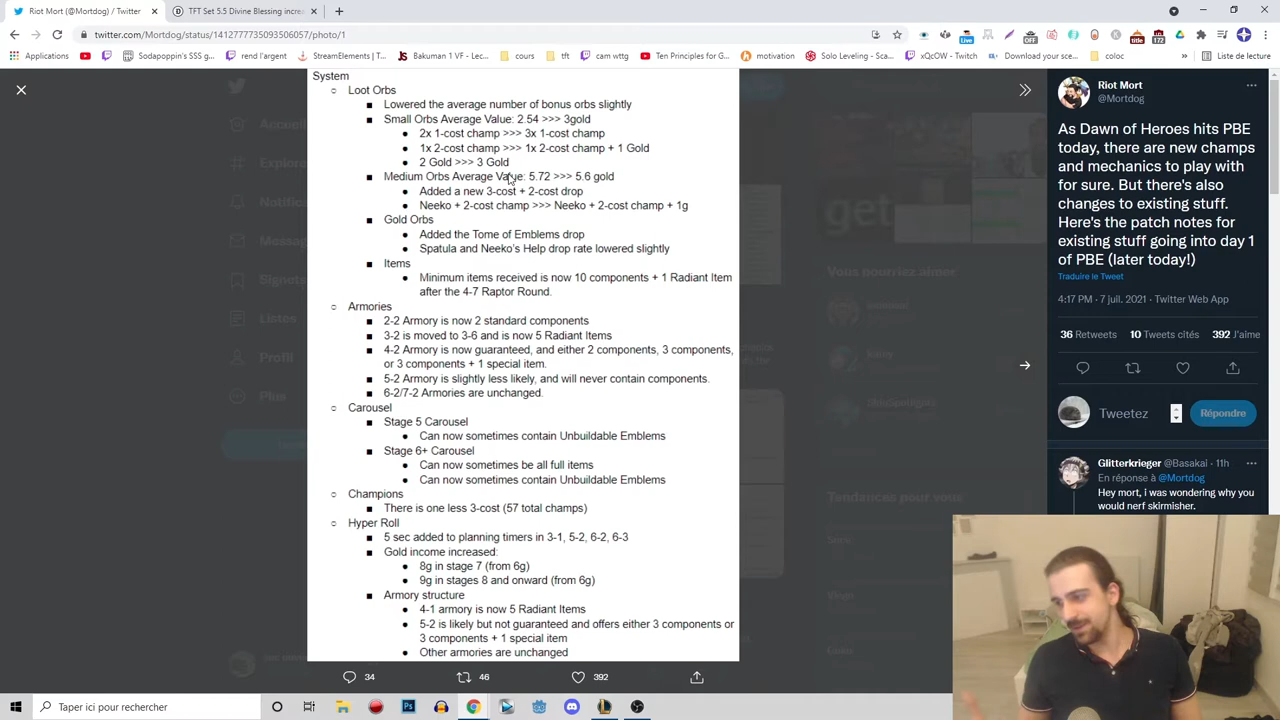 Riot Mort (@Mortdog) / Twitter
TFT Set 5.5 Divine Blessing incre
twitter.com/Mortdog/status/1412777735093506057/photo/1
Applications
Sodapoppin's SSS g...
rend l'argent
StreamElements | T...
Bakuman 1 VF - Lec...
cours
tft
cam wttg
Ten Principles for G...
motivation
Solo Leveling - Sca...
xQcOW - Twitch
Download your sce...
coloc
Liste de lecture
System
Loot Orbs
Lowered the average number of bonus orbs slightly
Small Orbs Average Value: 2.54 >>> 3gold
2x 1-cost champ >>> 3x 1-cost champ
1x 2-cost champ >>> 1x 2-cost champ + 1 Gold
2 Gold >>> 3 Gold
Medium Orbs Average Value: 5.72 >>> 5.6 gold
Added a new 3-cost + 2-cost drop
Neeko + 2-cost champ >>> Neeko + 2-cost champ + 1g
Gold Orbs
Added the Tome of Emblems drop
Spatula and Neeko's Help drop rate lowered slightly
Items
Minimum items received is now 10 components + 1 Radiant Item
after the 4-7 Raptor Round.
Armories
2-2 Armory is now 2 standard components
3-2 is moved to 3-6 and is now 5 Radiant Items
4-2 Armory is now guaranteed, and either 2 components, 3 components,
or 3 components + 1 special item.
5-2 Armory is slightly less likely, and will never contain components.
6-2/7-2 Armories are unchanged.
Carousel
Stage 5 Carousel
Can now sometimes contain Unbuildable Emblems
Stage 6+ Carousel
Can now sometimes be all full items
Can now sometimes contain Unbuildable Emblems
Champions
There is one less 3-cost (57 total champs)
Hyper Roll
5 sec added to planning timers in 3-1, 5-2, 6-2, 6-3
Gold income increased:
8g in stage 7 (from 6g)
9g in stages 8 and onward (from 6g)
Armory structure
4-1 armory is now 5 Radiant Items
5-2 is likely but not guaranteed and offers either 3 components or
3 components + 1 special item
Other armories are unchanged
34
46
392
Accueil
Explorer
Notifications
Messages
Signets
Listes
Profil
Plus
get
Vous pourriez aimer
Tendances pour vous
Riot Mort
@Mortdog
As Dawn of Heroes hits PBE
today, there are new champs
and mechanics to play with
for sure. But there's also
changes to existing stuff.
Here's the patch notes for
existing stuff going into day 1
of PBE (later today!)
Traduire le Tweet
4:17 PM · 7 juil. 2021 · Twitter Web App
36 Retweets 10 Tweets cités 392 J'aime
Tweetez
Répondre
Glitterkrieger @Basakai · 11h
En réponse à @Mortdog
Hey mort, i was wondering why you
would nerf skirmisher.
Taper ici pour rechercher